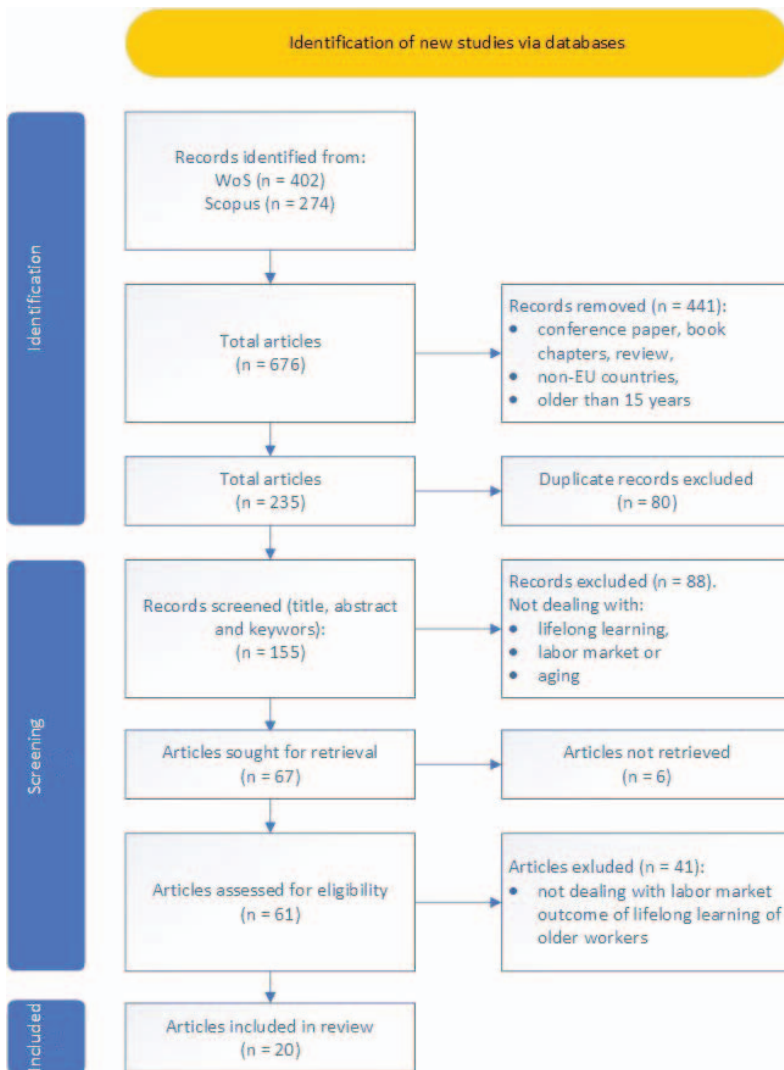 Identification of new studies via databases
Identification
Records identified from:
WoS (n = 402)
Scopus (n = 274)
Total articles
(n = 676)
Records removed (n = 441):
● conference paper, book
chapters, review,
● non-EU countries,
● older than 15 years
Total articles
(n = 235)
Duplicate records excluded
(n = 80)
Screening
Records screened (title, abstract
and keywors):
(n = 155)
Records excluded (n = 88).
Not dealing with:
● lifelong learning,
● labor market or
● aging
Articles sought for retrieval
(n = 67)
Articles not retrieved
(n = 6)
Articles assessed for eligibility
(n = 61)
Articles exluded (n = 41):
● not dealing with labor market
outcome of lifelong learning of
older workers
Included
Articles included in review
(n = 20)